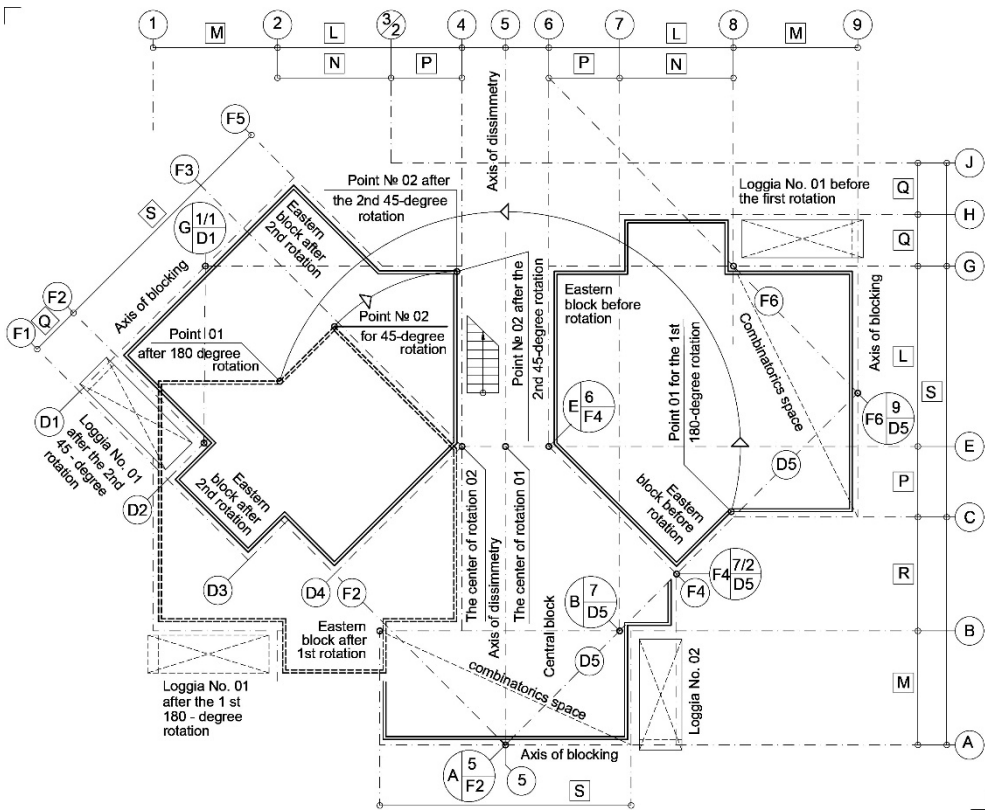 1
2
3/2
4
5
6
7
8
9
M
L
L
M
N
P
P
N
F5
F3
S
G 1/1 D1
F2
F1
Q
Axis of blocking
Eastern
block after
2nd rotation
Point № 02 after
the 2nd 45-degree
rotation
Axis of dissimmetry
Loggia No. 01 before
the first rotation
J
Q
H
Q
G
Point 01
after 180 degree
rotation
Point № 02
for 45-degree
rotation
Point № 02 after the
2nd 45-degree rotation
Eastern
block before
rotation
F6
Combinatorics space
Axis of blocking
L
S
Point 01 for the 1st
180-degree rotation
E 6 F4
F6 9 D5
D1
Loggia No. 01
after the 2nd
45 - degree
rotation
E
D5
P
D2
Eastern
block after
2nd rotation
Eastern
block before
rotation
C
D3
D4
F2
The center of rotation 02
Axis of dissimmetry
The center of rotation 01
F4 7/2 D5
F4
R
B 7 D5
Eastern
block after
1st rotation
Central block
B
D5
combinatorics space
Loggia No. 02
M
Loggia No. 01
after the 1 st
180 - degree
rotation
A
Axis of blocking
A 5 F2
5
S